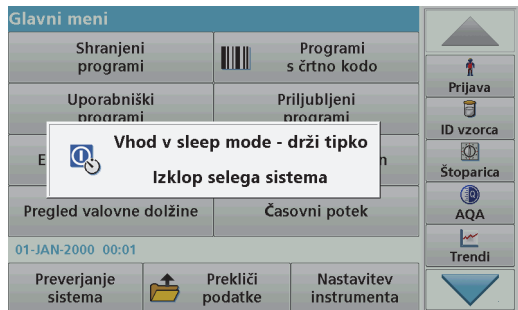 Glavni meni
Shranjeni
programi
Programi
s črtno kodo
Uporabniški
programi
Priljubljeni
programi
Vhod v sleep mode - drži tipko
Izklop selega sistema
Pregled valovne dolžine
Časovni potek
01-JAN-2000 00:01
Preverjanje
sistema
Prekliči
podatke
Nastavitev
instrumenta
Prijava
ID vzorca
Štoparica
AQA
Trendi